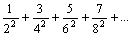 1/2² + 3/4² + 5/6² + 7/8² + ...